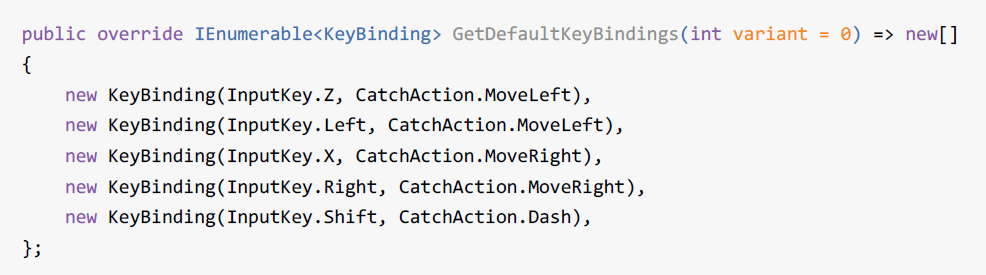 public override IEnumerable<KeyBinding> GetDefaultKeyBindings(int variant = 0) => new[]
{
    new KeyBinding(InputKey.Z, CatchAction.MoveLeft),
    new KeyBinding(InputKey.Left, CatchAction.MoveLeft),
    new KeyBinding(InputKey.X, CatchAction.MoveRight),
    new KeyBinding(InputKey.Right, CatchAction.MoveRight),
    new KeyBinding(InputKey.Shift, CatchAction.Dash),
};